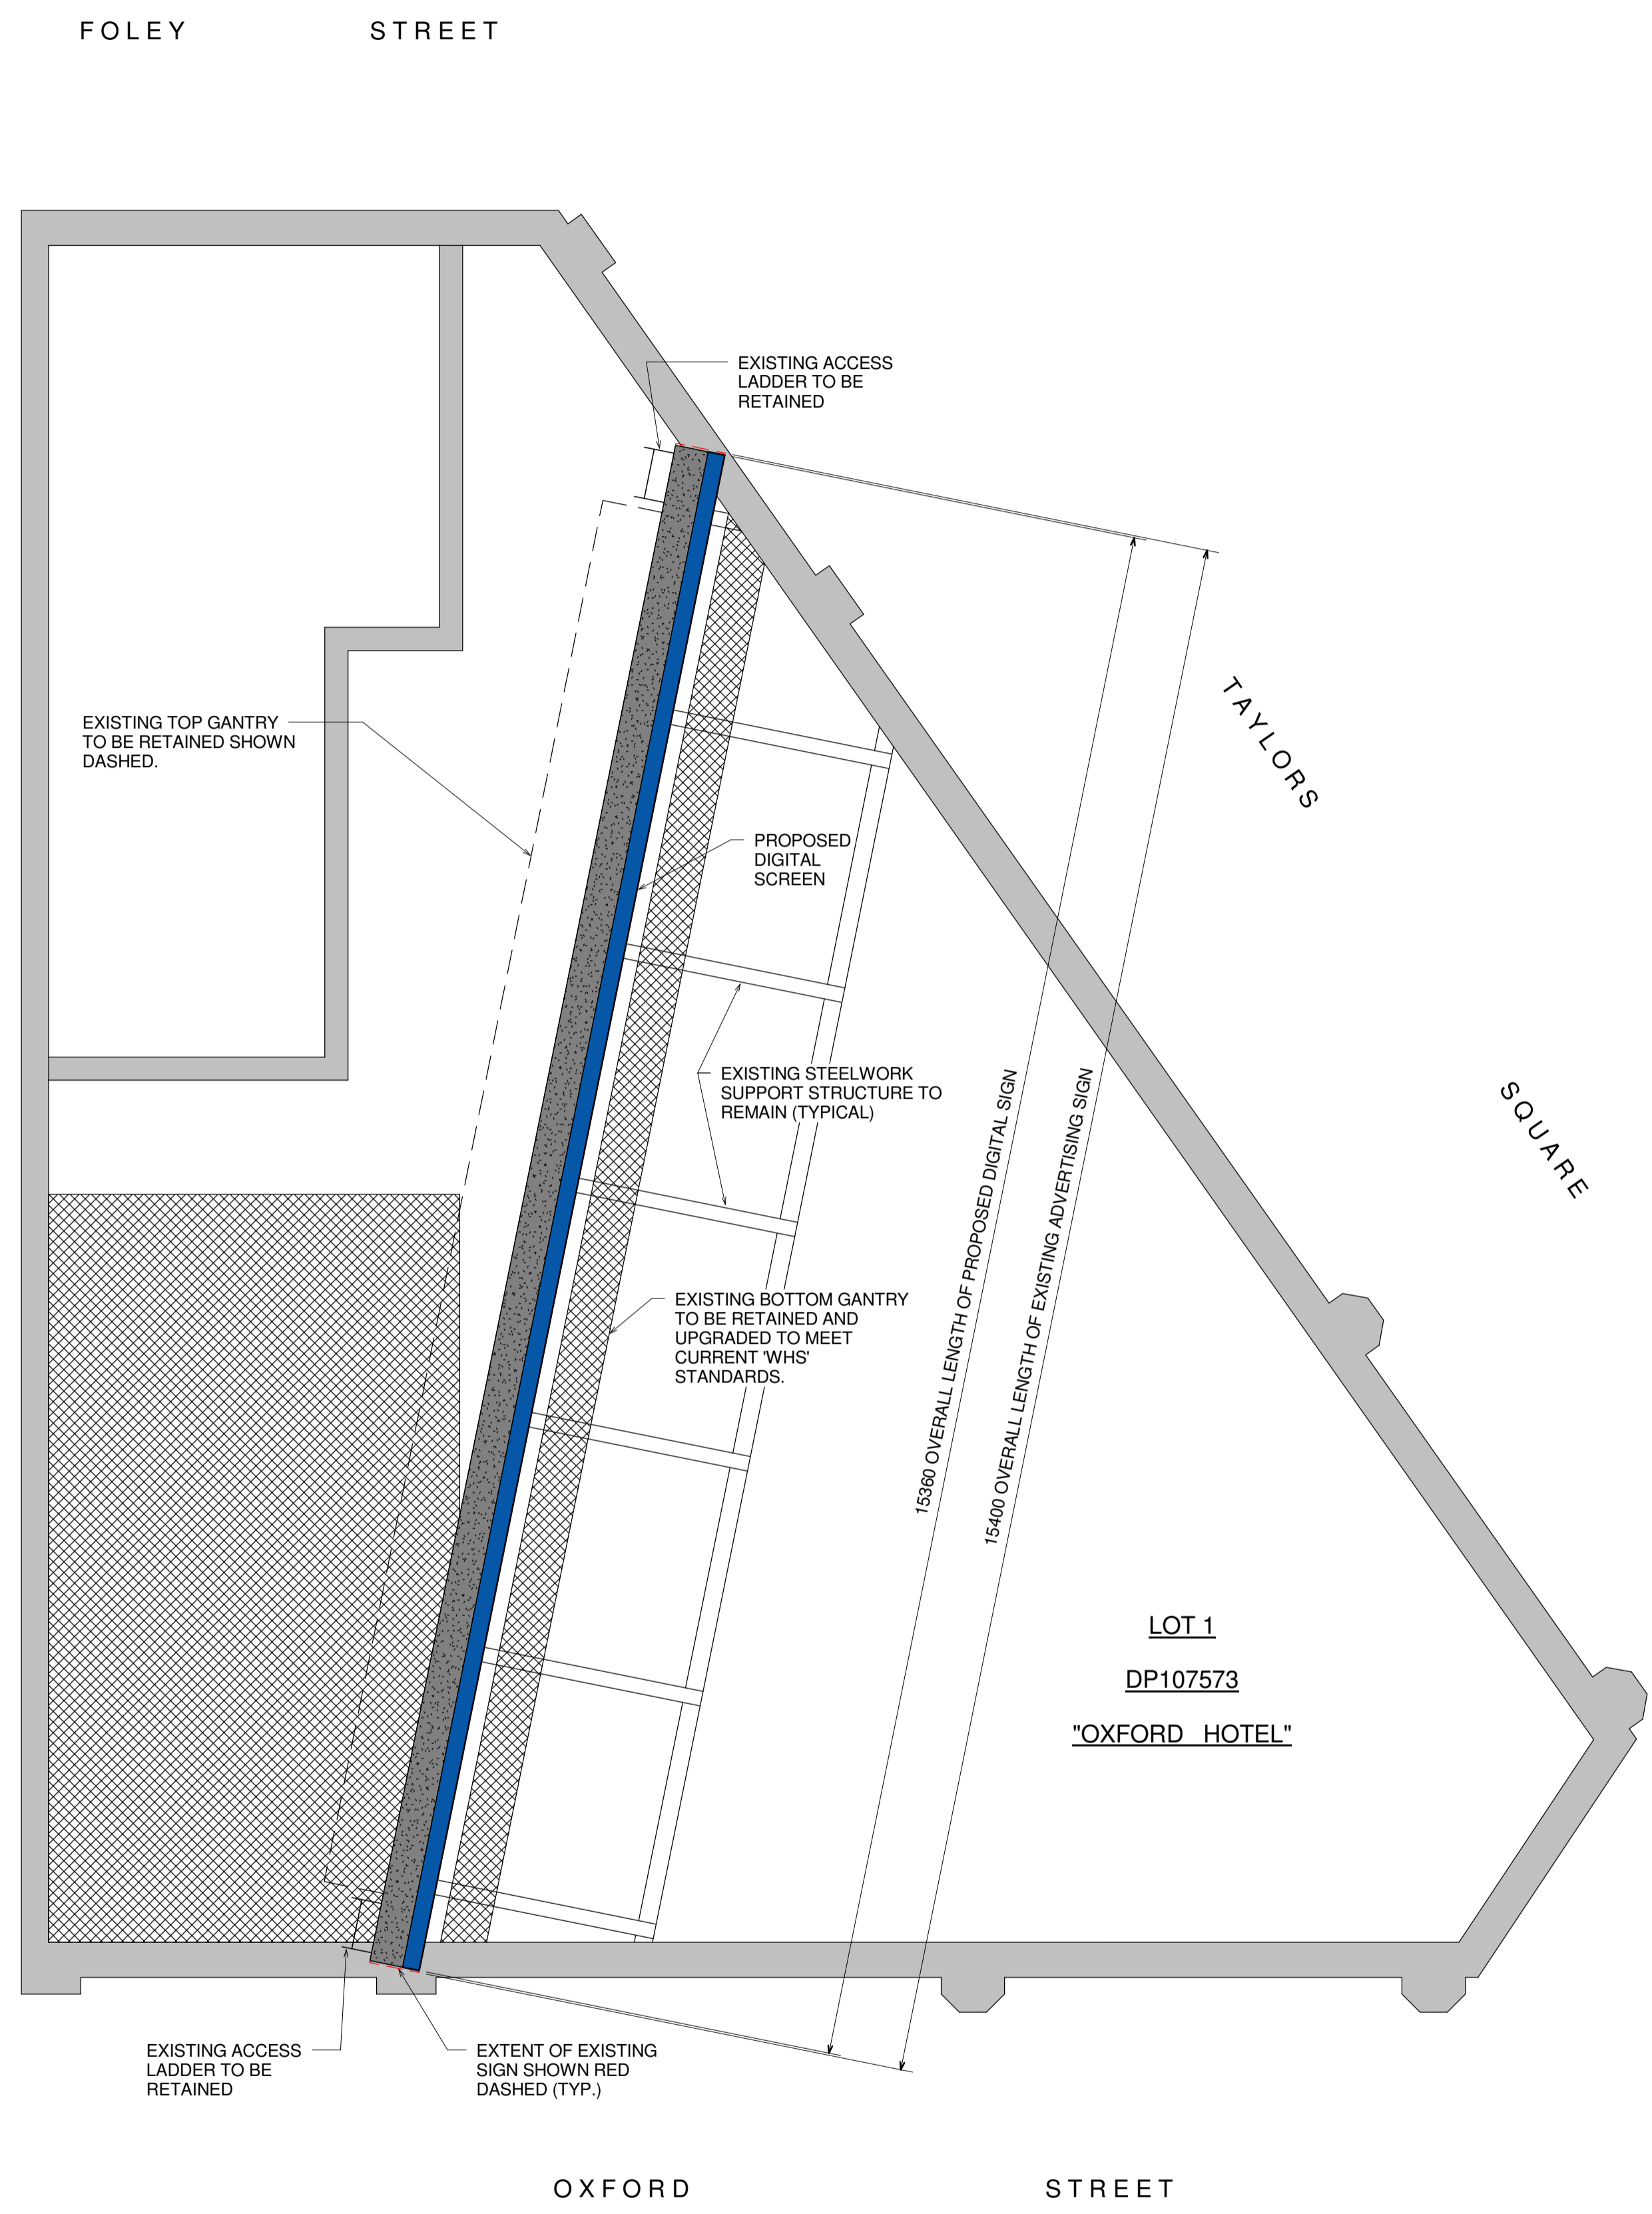 FOLEY STREET
EXISTING ACCESS
LADDER TO BE
RETAINED
TAYLORS
SQUARE
EXISTING TOP GANTRY
TO BE RETAINED SHOWN
DASHED.
PROPOSED
DIGITAL
SCREEN
EXISTING STEELWORK
SUPPORT STRUCTURE TO
REMAIN (TYPICAL)
15360 OVERALL LENGTH OF PROPOSED DIGITAL SIGN
15400 OVERALL LENGTH OF EXISTING ADVERTISING SIGN
EXISTING BOTTOM GANTRY
TO BE RETAINED AND
UPGRADED TO MEET
CURRENT 'WHS'
STANDARDS.
LOT 1
DP107573
"OXFORD HOTEL"
EXISTING ACCESS
LADDER TO BE
RETAINED
EXTENT OF EXISTING
SIGN SHOWN RED
DASHED (TYP.)
OXFORD STREET